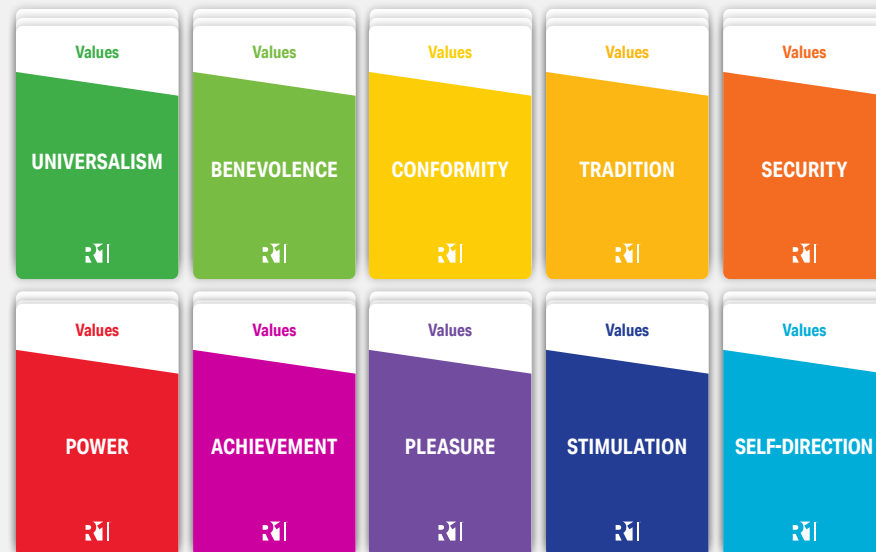 Values
UNIVERSALISM
Values
BENEVOLENCE
Values
CONFORMITY
Values
TRADITION
Values
SECURITY
Values
POWER
Values
ACHIEVEMENT
Values
PLEASURE
Values
STIMULATION
Values
SELF-DIRECTION